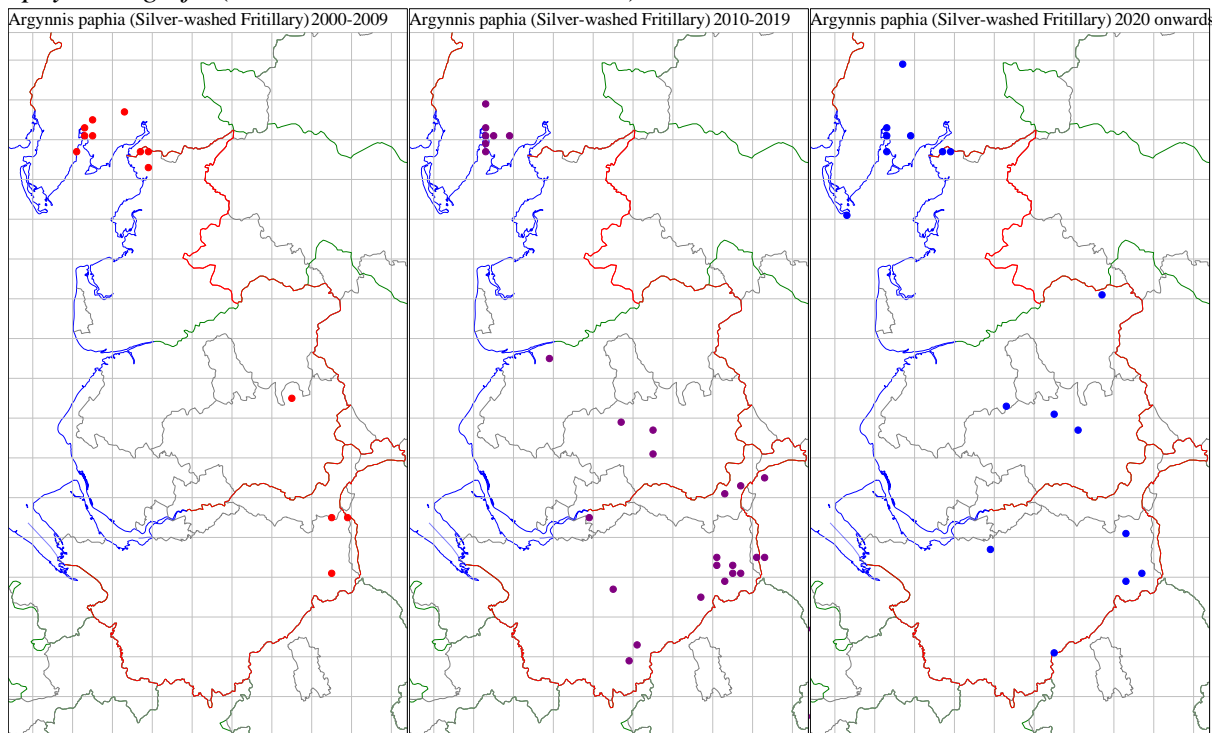 Argynnis paphia (Silver-washed Fritillary) 2000-2009
Argynnis paphia (Silver-washed Fritillary) 2010-2019
Argynnis paphia (Silver-washed Fritillary) 2020 onwards